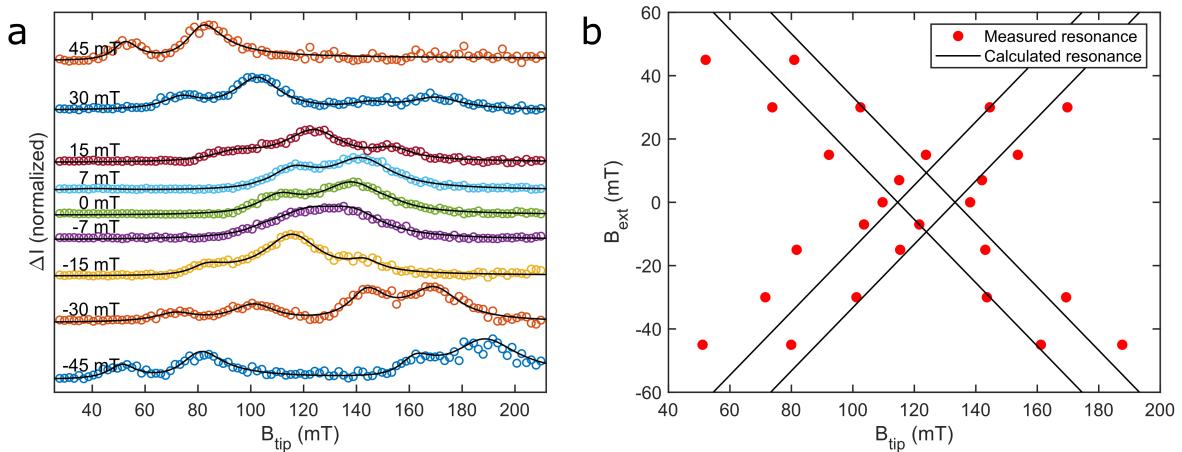 a
45 mT
30 mT
15 mT
7 mT
0 mT
-7 mT
-15 mT
-30 mT
-45 mT
ΔI (normalized)
40 60 80 100 120 140 160 180 200
B_tip (mT)
b
Measured resonance
Calculated resonance
60
40
20
0
-20
-40
-60
B_ext (mT)
40 60 80 100 120 140 160 180 200
B_tip (mT)